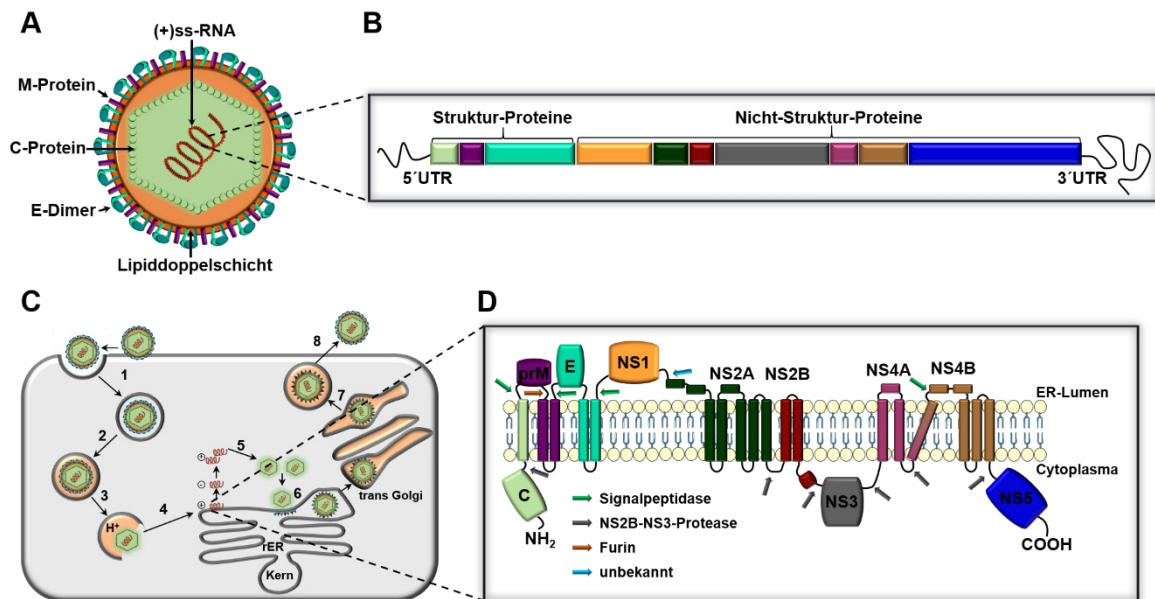 A
(+)ss-RNA
M-Protein
C-Protein
E-Dimer
Lipiddoppelschicht
B
Struktur-Proteine
Nicht-Struktur-Proteine
5´UTR
3´UTR
C
1
2
3
H+
4
5
6
7
8
+
-
+
trans Golgi
rER
Kern
D
prM
E
NS1
NS2A
NS2B
NS4A
NS4B
ER-Lumen
Cytoplasma
C
NH2
NS3
NS5
COOH
Signalpeptidase
NS2B-NS3-Protease
Furin
unbekannt